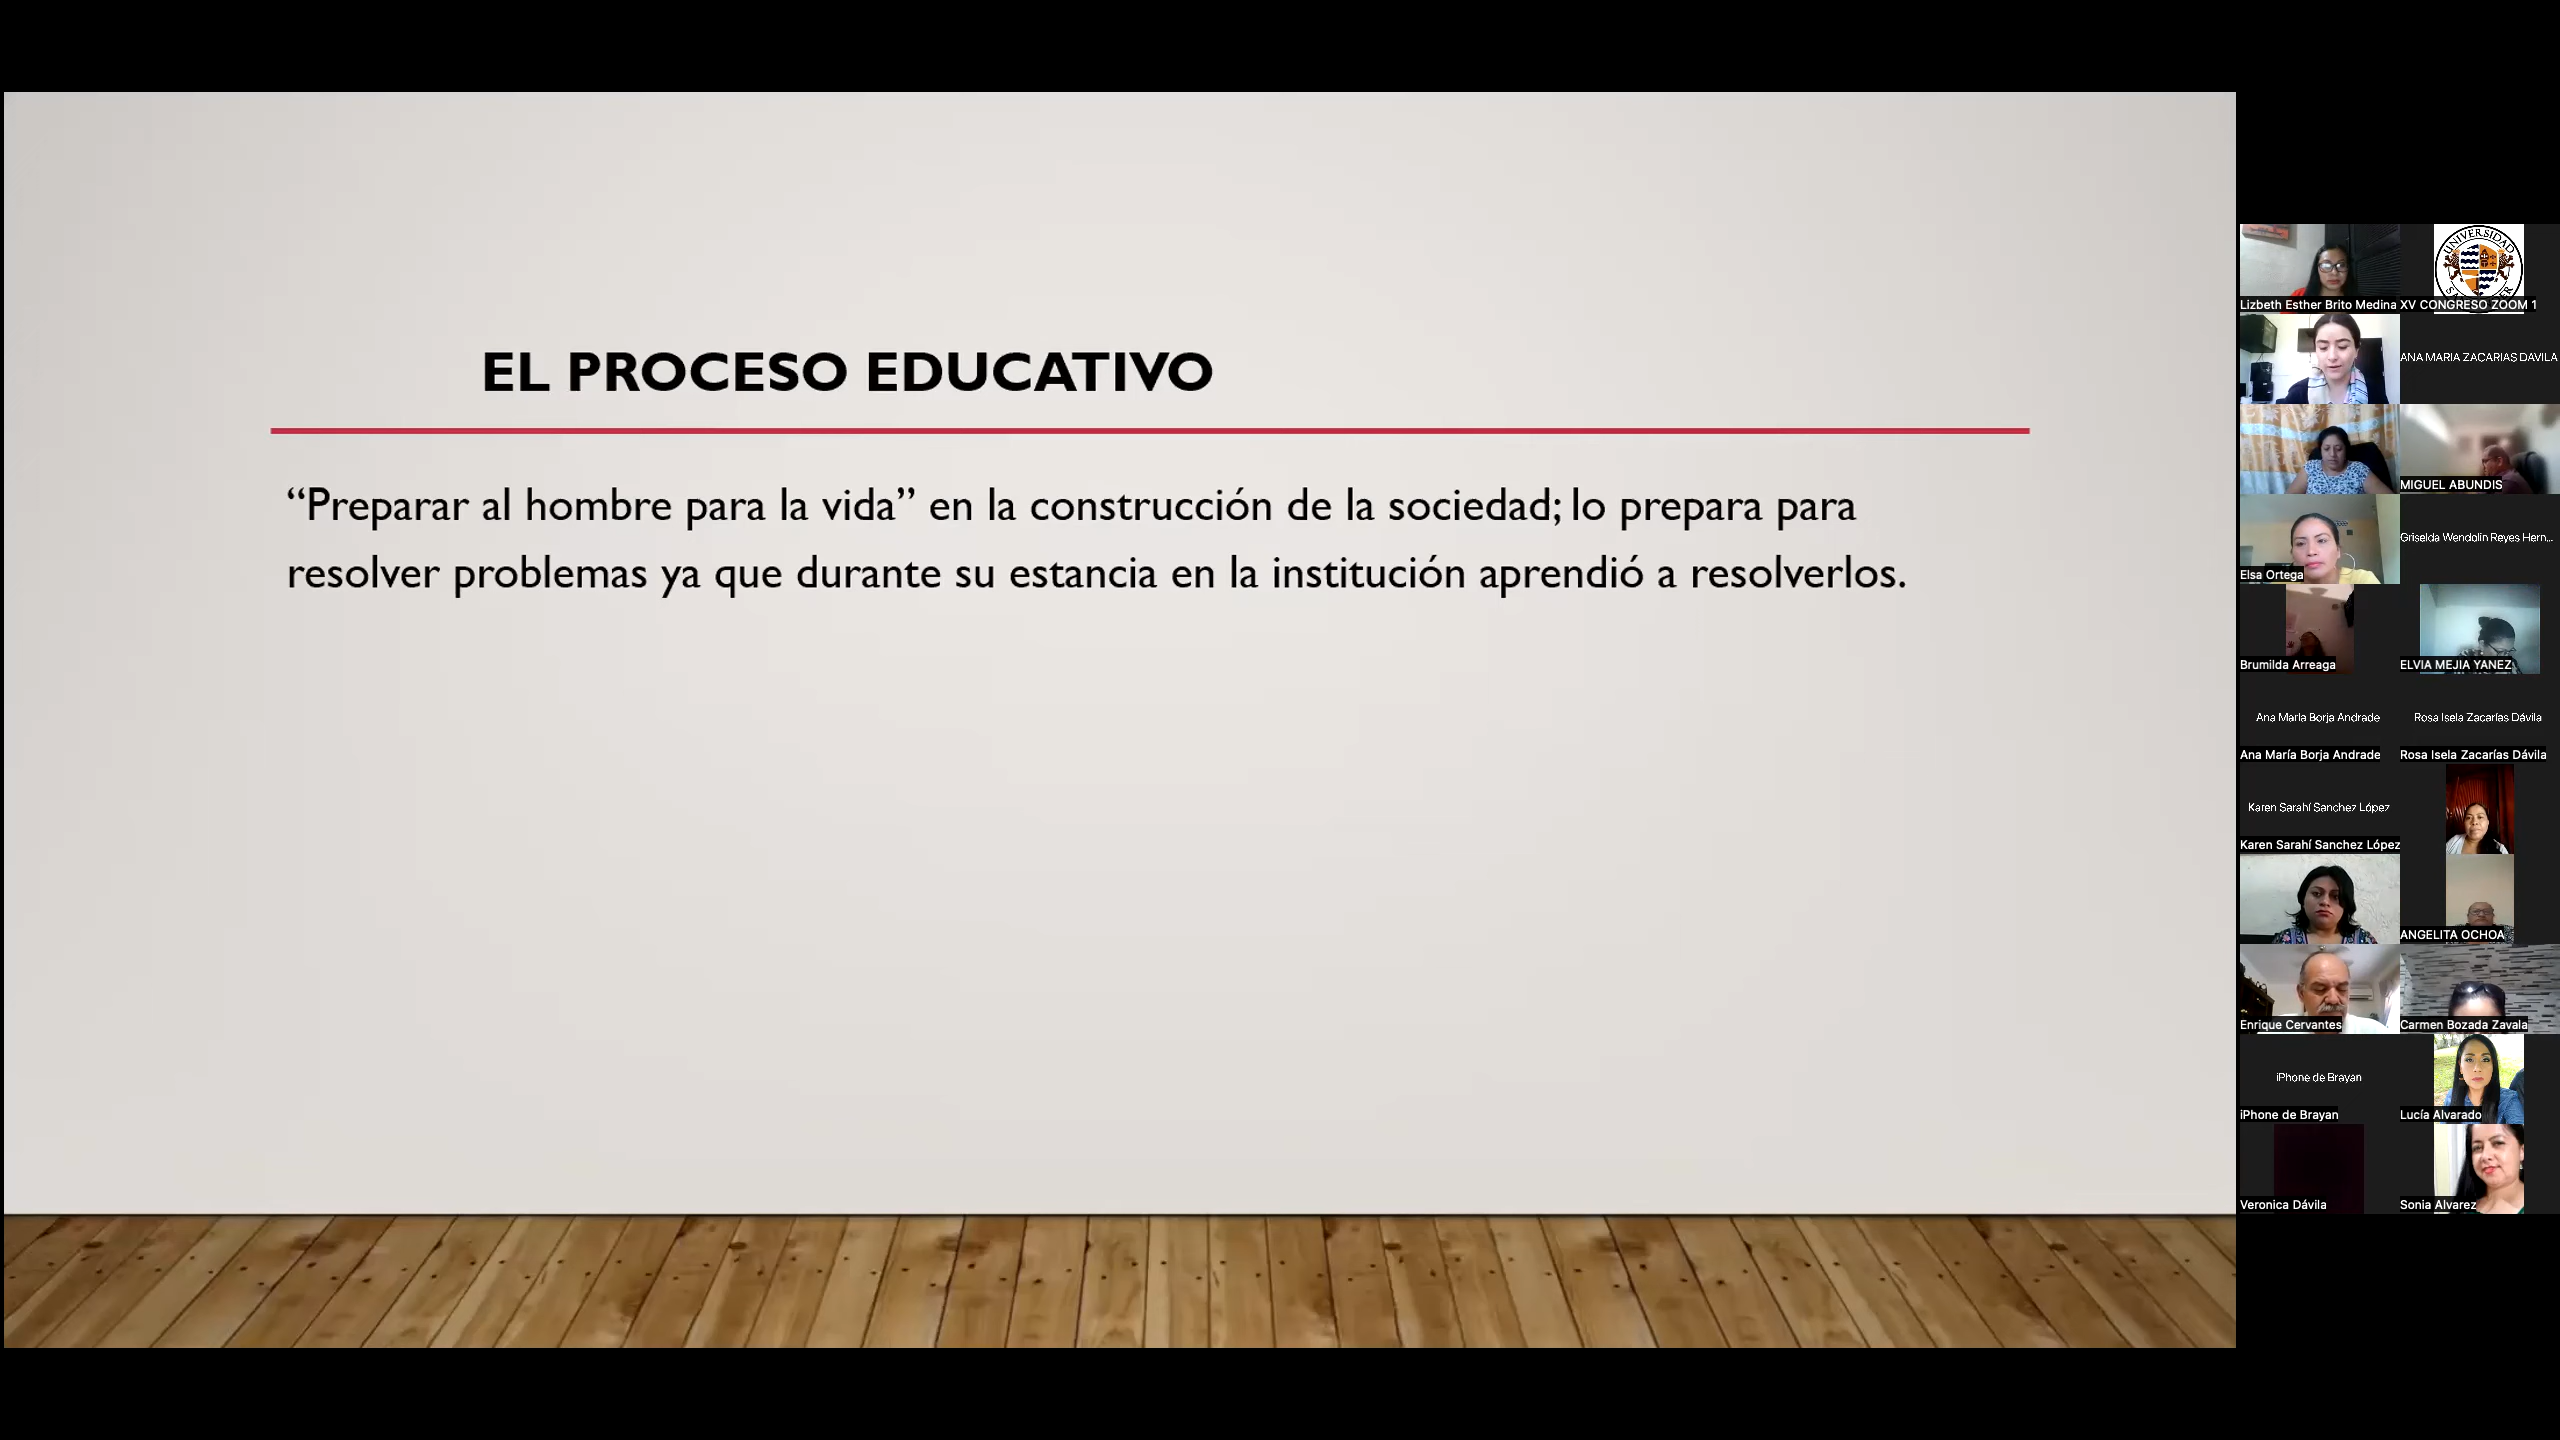 EL PROCESO EDUCATIVO
“Preparar al hombre para la vida” en la construcción de la sociedad; lo prepara para
resolver problemas ya que durante su estancia en la institución aprendió a resolverlos.
UNIVERSIDAD
Lizbeth Esther Brito Medina
XV CONGRESO ZOOM 1
ANA MARIA ZACARIAS DAVILA
MIGUEL ABUNDIS
Elsa Ortega
Griselda Wendolin Reyes Hern...
Brumilda Arreaga
ELVIA MEJIA YANEZ
Ana María Borja Andrade
Rosa Isela Zacarías Dávila
Ana María Borja Andrade
Rosa Isela Zacarías Dávila
Karen Sarahí Sanchez López
Karen Sarahí Sanchez López
ANGELITA OCHOA
Enrique Cervantes
Carmen Bozada Zavala
iPhone de Brayan
iPhone de Brayan
Lucía Alvarado
Veronica Dávila
Sonia Alvarez